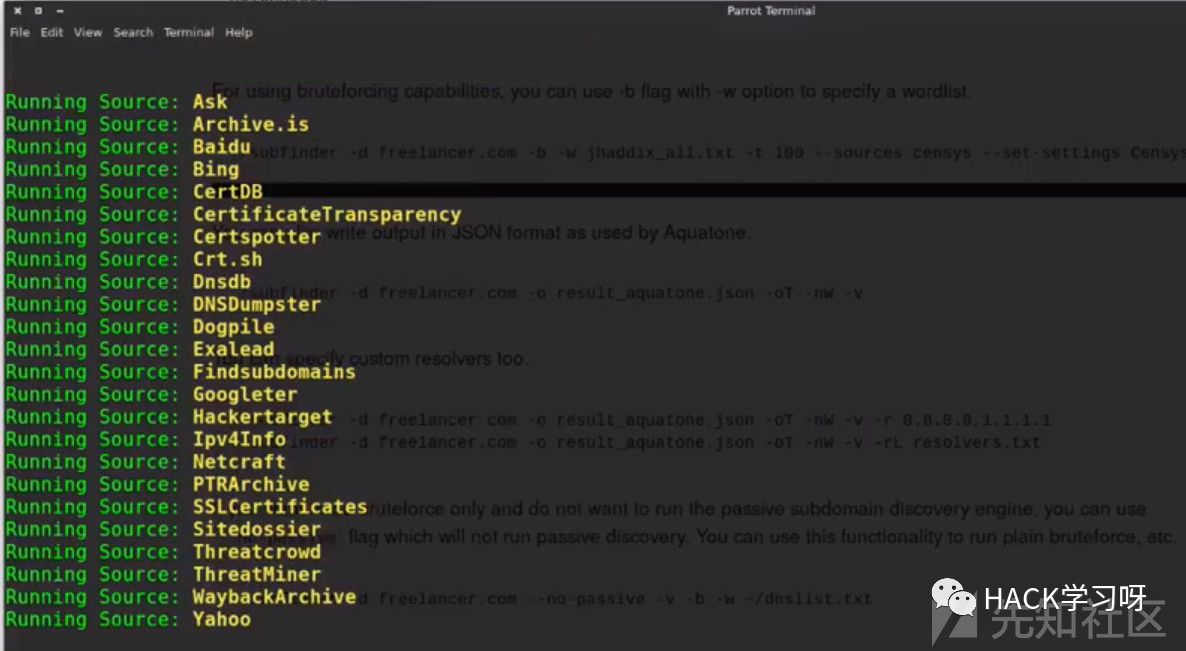 Parrot Terminal
File Edit View Search Terminal Help
For using bruteforcing capabilities, you can use -b flag with -w option to specify a wordlist.
Running Source: Ask
Running Source: Archive.is
Running Source: Baidu
subfinder -d freelancer.com -b -w jhaddix_all.txt -t 100 --sources censys --set-settings Censys
Running Source: Bing
Running Source: CertDB
Running Source: CertificateTransparency
Running Source: Certspotter
write output in JSON format as used by Aquatone.
Running Source: Crt.sh
Running Source: Dnsdb
subfinder -d freelancer.com -o result_aquatone.json -oT -nW -v
Running Source: DNSDumpster
Running Source: Dogpile
Running Source: Exalead
specify custom resolvers too.
Running Source: Findsubdomains
Running Source: Googleter
Running Source: Hackertarget
-d freelancer.com -o result_aquatone.json -oT -nW -v -r 8.8.8.8,1.1.1.1
Running Source: Ipv4Info
-d freelancer.com -o result_aquatone.json -oT -nW -v -rL resolvers.txt
Running Source: Netcraft
Running Source: PTRArchive
Running Source: SSLCertificates
bruteforce only and do not want to run the passive subdomain discovery engine, you can use
Running Source: Sitedossier
flag which will not run passive discovery. You can use this functionality to run plain bruteforce, etc.
Running Source: Threatcrowd
Running Source: ThreatMiner
Running Source: WaybackArchive
-d freelancer.com --no-passive -v -b -w ~/dnslist.txt
Running Source: Yahoo
HACK学习呀
先知社区